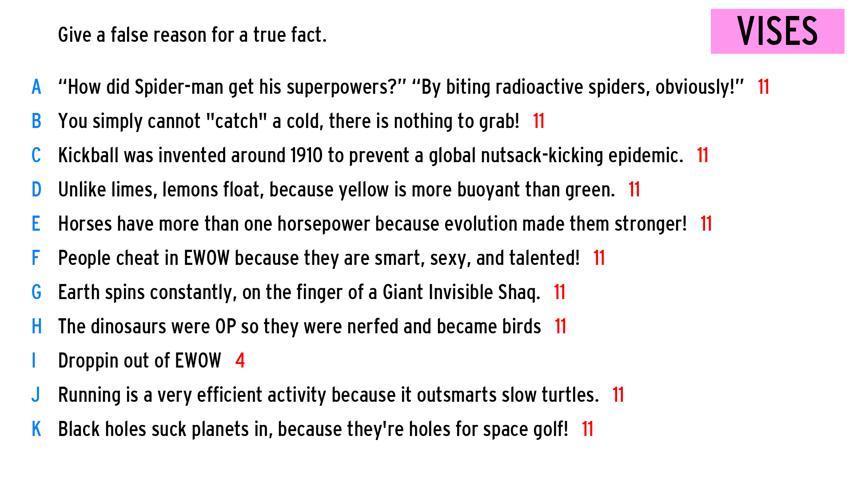 Give a false reason for a true fact.
VISES
A “How did Spider-man get his superpowers?” “By biting radioactive spiders, obviously!” 11
B You simply cannot "catch" a cold, there is nothing to grab! 11
C Kickball was invented around 1910 to prevent a global nutsack-kicking epidemic. 11
D Unlike limes, lemons float, because yellow is more buoyant than green. 11
E Horses have more than one horsepower because evolution made them stronger! 11
F People cheat in EWOW because they are smart, sexy, and talented! 11
G Earth spins constantly, on the finger of a Giant Invisible Shaq. 11
H The dinosaurs were OP so they were nerfed and became birds 11
I Droppin out of EWOW 4
J Running is a very efficient activity because it outsmarts slow turtles. 11
K Black holes suck planets in, because they're holes for space golf! 11